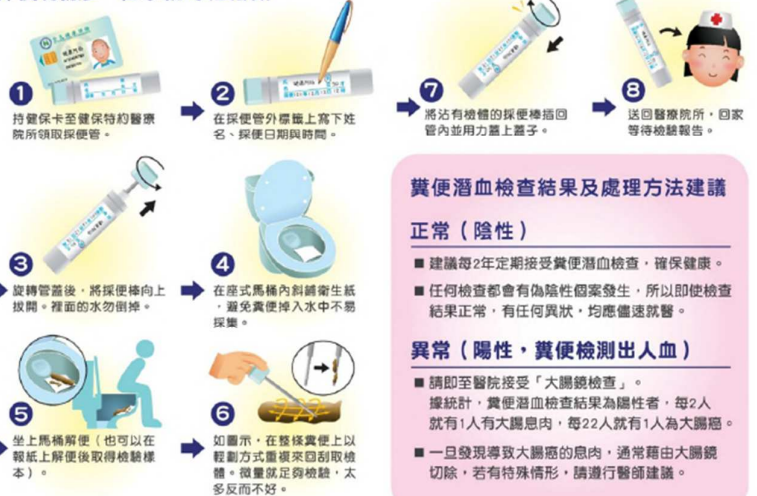 1
持健保卡至健保特約醫療
院所領取採便管。
2
在採便管外標籤上寫下姓
名、採便日期與時間。
3
旋轉管蓋後,將採便棒向上
拔開。裡面的水勿倒掉。
4
在座式馬桶內斜鋪衛生紙
,避免糞便掉入水中不易
採集。
5
坐上馬桶解便(也可以在
報紙上解便後取得檢驗樣
本)。
6
如圖示,在整條糞便上以
輕劃方式重複來回刮取檢
體。微量就足夠檢驗,太
多反而不好。
7
將沾有檢體的採便棒插回
管內並用力蓋上蓋子。
8
送回醫療院所,回家
等待檢驗報告。
糞便潛血檢查結果及處理方法建議
正常(陰性)
■ 建議每2年定期接受糞便潛血檢查,確保健康。
■ 任何檢查都會有偽陰性個案發生,所以即使檢查
結果正常,有任何異狀,均應儘速就醫。
異常(陽性,糞便檢測出人血)
■ 請即至醫院接受「大腸鏡檢查」。
據統計,糞便潛血檢查結果為陽性者,每2人
就有1人有大腸息肉,每22人就有1人為大腸癌。
■ 一旦發現導致大腸癌的息肉,通常藉由大腸鏡
切除,若有特殊情形,請遵行醫師建議。